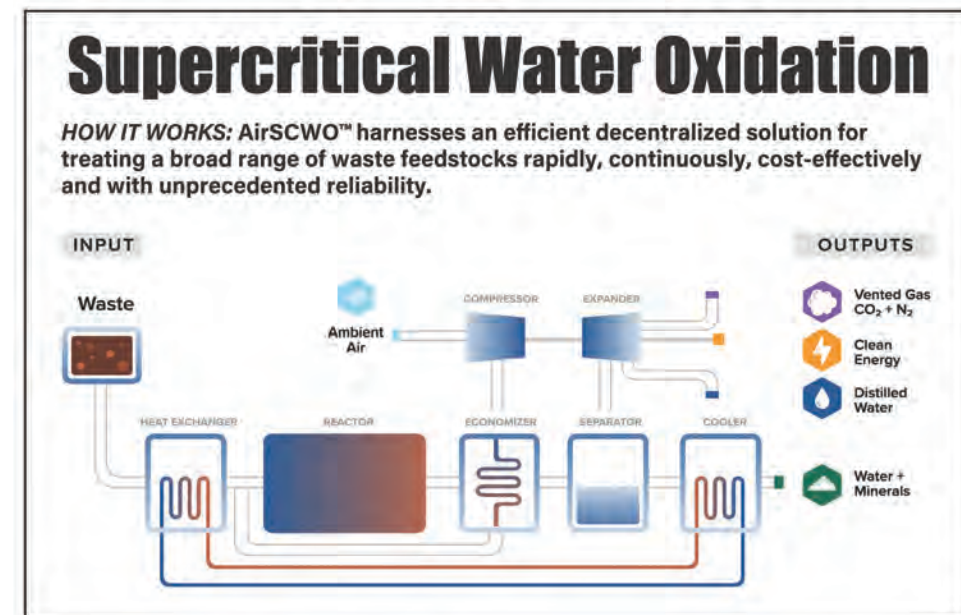 Supercritical Water Oxidation
HOW IT WORKS: AirSCWO™ harnesses an efficient decentralized solution for
treating a broad range of waste feedstocks rapidly, continuously, cost-effectively
and with unprecedented reliability.
INPUT
OUTPUTS
Waste
Ambient
Air
COMPRESSOR
EXPANDER
Vented Gas
CO₂ + N₂
Clean
Energy
Distilled
Water
HEAT EXCHANGER
REACTOR
ECONOMIZER
SEPARATOR
COOLER
Water +
Minerals